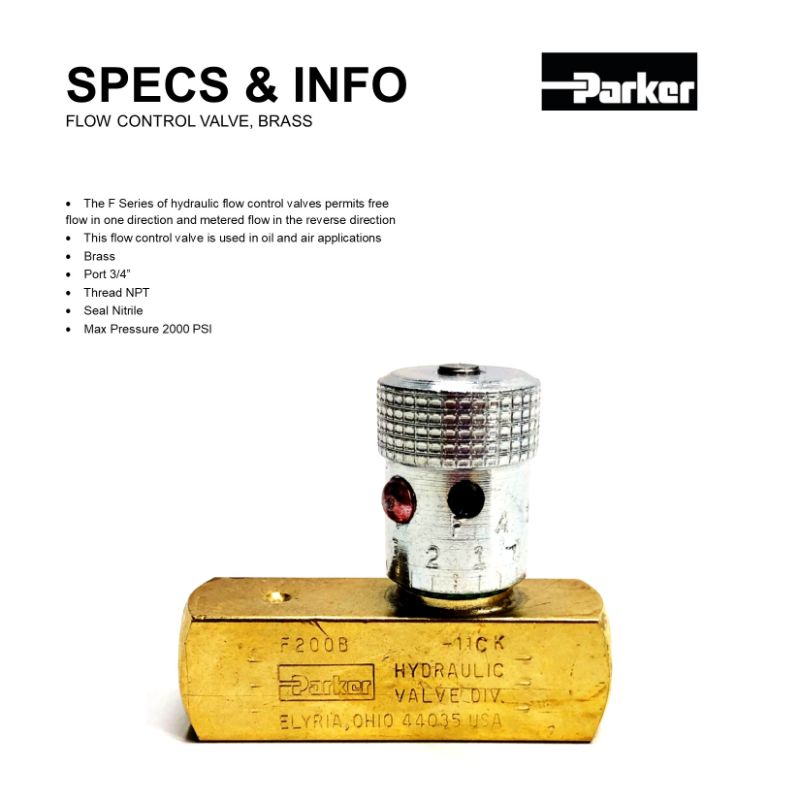 SPECS & INFO
FLOW CONTROL VALVE, BRASS
Parker
• The F Series of hydraulic flow control valves permits free
flow in one direction and metered flow in the reverse direction
• This flow control valve is used in oil and air applications
• Brass
• Port 3/4”
• Thread NPT
• Seal Nitrile
• Max Pressure 2000 PSI
F A
2 1 7
F200B -11CK
Parker HYDRAULIC
VALVE DIV.
ELYRIA, OHIO 44035 USA